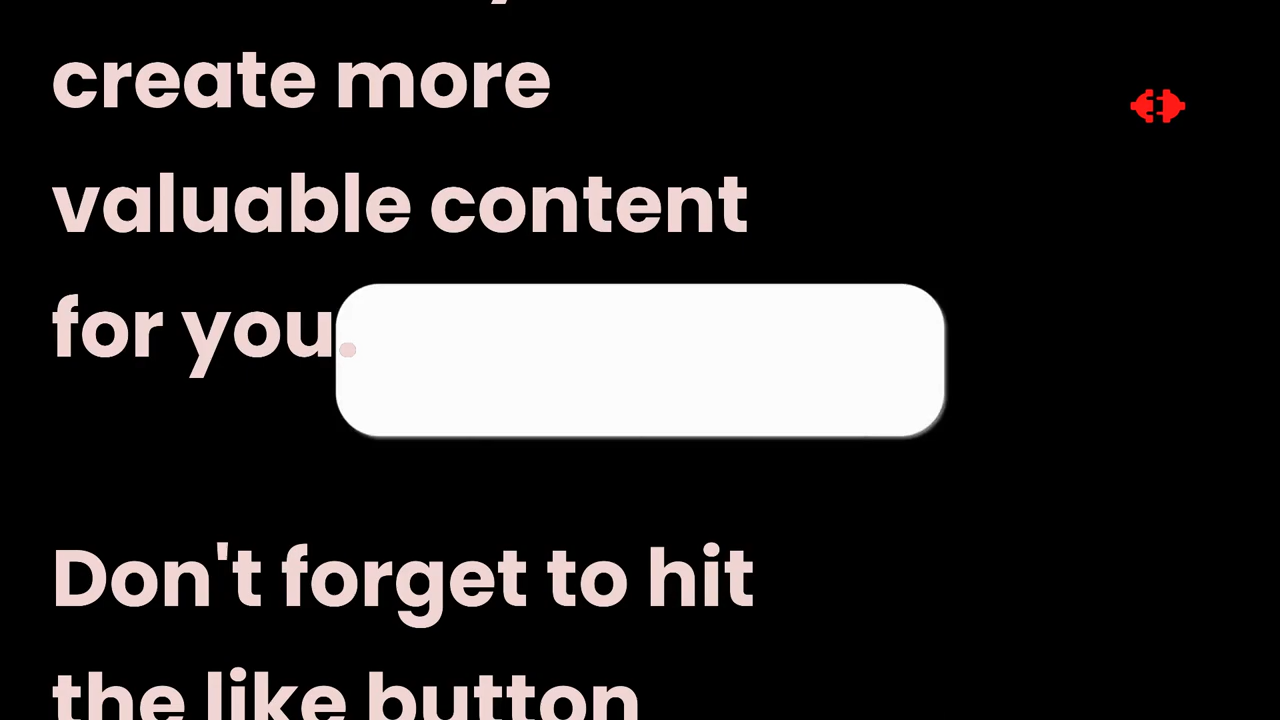 create more
valuable content
for you.
Don't forget to hit
the like button